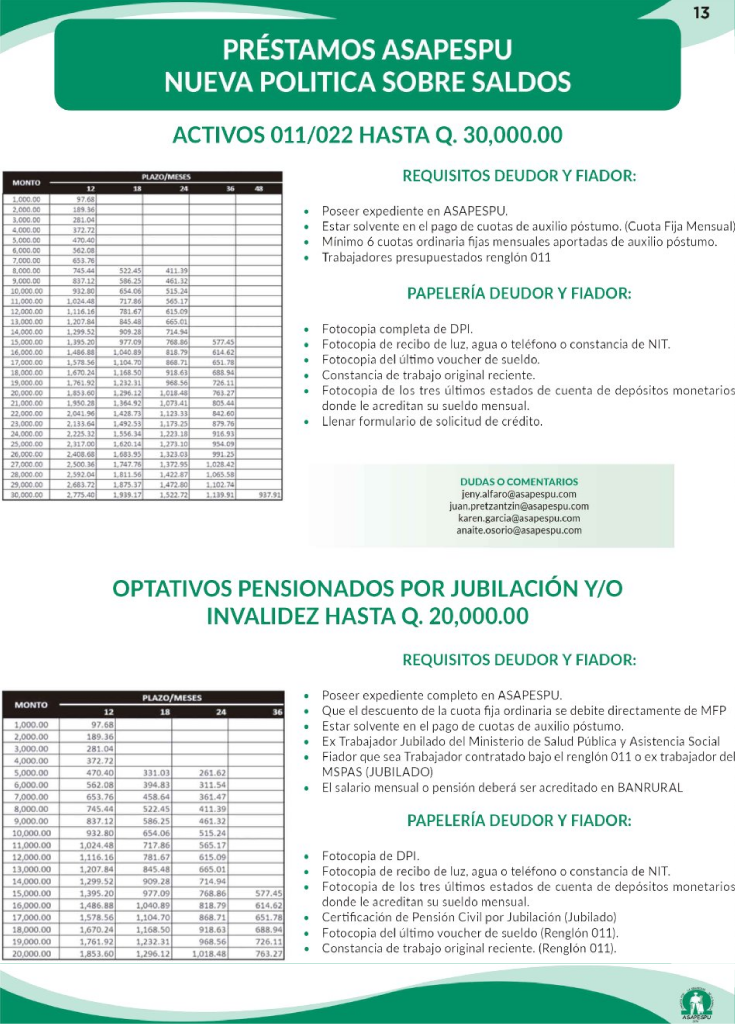 13
PRÉSTAMOS ASAPESPU
NUEVA POLITICA SOBRE SALDOS
ACTIVOS 011/022 HASTA Q. 30,000.00
MONTO PLAZO/MESES
12 18 24 36 48
1,000.00 97.68
2,000.00 189.36
3,000.00 281.04
4,000.00 372.72
5,000.00 470.40
6,000.00 562.08
7,000.00 653.76
8,000.00 745.44 522.45 411.39
9,000.00 837.12 586.25 461.32
10,000.00 932.80 654.06 515.24
11,000.00 1,024.48 717.86 565.17
12,000.00 1,116.16 781.67 615.09
13,000.00 1,207.84 845.48 665.01
14,000.00 1,299.52 909.28 714.94
15,000.00 1,395.20 977.09 768.86 577.45
16,000.00 1,486.88 1,040.89 818.79 614.62
17,000.00 1,578.56 1,104.70 868.71 651.78
18,000.00 1,670.24 1,168.50 918.63 688.94
19,000.00 1,761.92 1,232.31 968.56 726.11
20,000.00 1,853.60 1,296.12 1,018.48 763.27
21,000.00 1,950.28 1,364.92 1,073.41 805.44
22,000.00 2,041.96 1,428.73 1,123.33 842.60
23,000.00 2,133.64 1,492.53 1,173.25 879.76
24,000.00 2,225.32 1,556.34 1,223.18 916.93
25,000.00 2,317.00 1,620.14 1,273.10 954.09
26,000.00 2,408.68 1,683.95 1,323.03 991.25
27,000.00 2,500.36 1,747.76 1,372.95 1,028.42
28,000.00 2,592.04 1,811.56 1,422.87 1,065.58
29,000.00 2,683.72 1,875.37 1,472.80 1,102.74
30,000.00 2,775.40 1,939.17 1,522.72 1,139.91 937.91
REQUISITOS DEUDOR Y FIADOR:
• Poseer expediente en ASAPESPU.
• Estar solvente en el pago de cuotas de auxilio póstumo. (Cuota Fija Mensual)
• Mínimo 6 cuotas ordinaria fijas mensuales aportadas de auxilio póstumo.
• Trabajadores presupuestados renglón 011
PAPELERÍA DEUDOR Y FIADOR:
• Fotocopia completa de DPI.
• Fotocopia de recibo de luz, agua o teléfono o constancia de NIT.
• Fotocopia del último voucher de sueldo.
• Constancia de trabajo original reciente.
• Fotocopia de los tres últimos estados de cuenta de depósitos monetarios
donde le acreditan su sueldo mensual.
• Llenar formulario de solicitud de crédito.
DUDAS O COMENTARIOS
jeny.alfaro@asapespu.com
juan.pretzantzin@asapespu.com
karen.garcia@asapespu.com
anaite.osorio@asapespu.com
OPTATIVOS PENSIONADOS POR JUBILACIÓN Y/O
INVALIDEZ HASTA Q. 20,000.00
MONTO PLAZO/MESES
12 18 24 36
1,000.00 97.68
2,000.00 189.36
3,000.00 281.04
4,000.00 372.72
5,000.00 470.40 331.03 261.62
6,000.00 562.08 394.83 311.54
7,000.00 653.76 458.64 361.47
8,000.00 745.44 522.45 411.39
9,000.00 837.12 586.25 461.32
10,000.00 932.80 654.06 515.24
11,000.00 1,024.48 717.86 565.17
12,000.00 1,116.16 781.67 615.09
13,000.00 1,207.84 845.48 665.01
14,000.00 1,299.52 909.28 714.94
15,000.00 1,395.20 977.09 768.86 577.45
16,000.00 1,486.88 1,040.89 818.79 614.62
17,000.00 1,578.56 1,104.70 868.71 651.78
18,000.00 1,670.24 1,168.50 918.63 688.94
19,000.00 1,761.92 1,232.31 968.56 726.11
20,000.00 1,853.60 1,296.12 1,018.48 763.27
REQUISITOS DEUDOR Y FIADOR:
• Poseer expediente completo en ASAPESPU.
• Que el descuento de la cuota fija ordinaria se debite directamente de MFP
• Estar solvente en el pago de cuotas de auxilio póstumo.
• Ex Trabajador Jubilado del Ministerio de Salud Pública y Asistencia Social
• Fiador que sea Trabajador contratado bajo el renglón 011 o ex trabajador del
MSPAS (JUBILADO)
• El salario mensual o pensión deberá ser acreditado en BANRURAL
PAPELERÍA DEUDOR Y FIADOR:
• Fotocopia de DPI.
• Fotocopia de recibo de luz, agua o teléfono o constancia de NIT.
• Fotocopia de los tres últimos estados de cuenta de depósitos monetarios
donde le acreditan su sueldo mensual.
• Certificación de Pensión Civil por Jubilación (Jubilado)
• Fotocopia del último voucher de sueldo (Renglón 011).
• Constancia de trabajo original reciente. (Renglón 011).
ASAPESPU